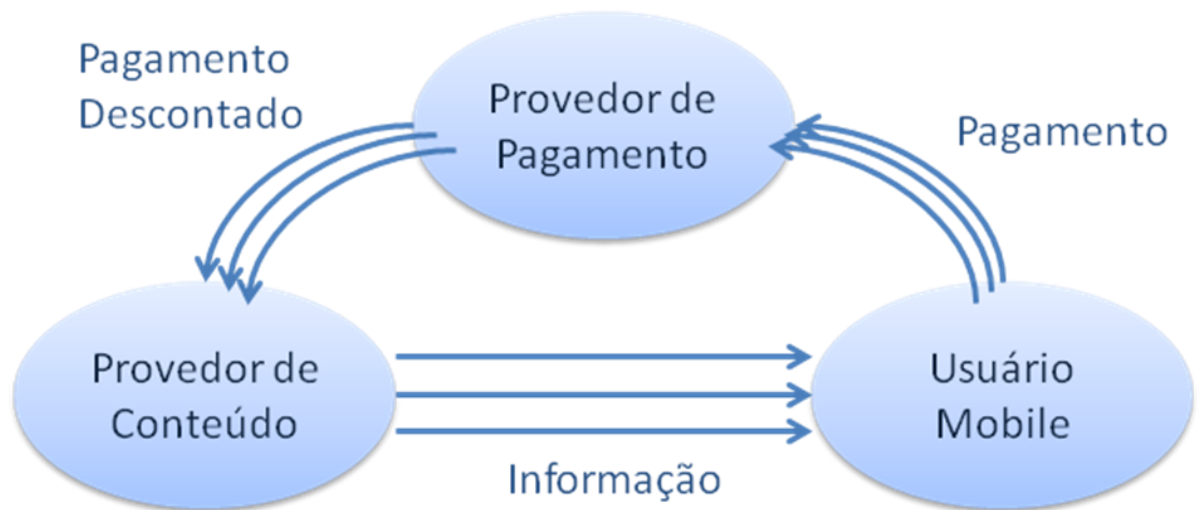 Pagamento
Descontado
Provedor de
Pagamento
Pagamento
Provedor de
Conteúdo
Usuário
Mobile
Informação